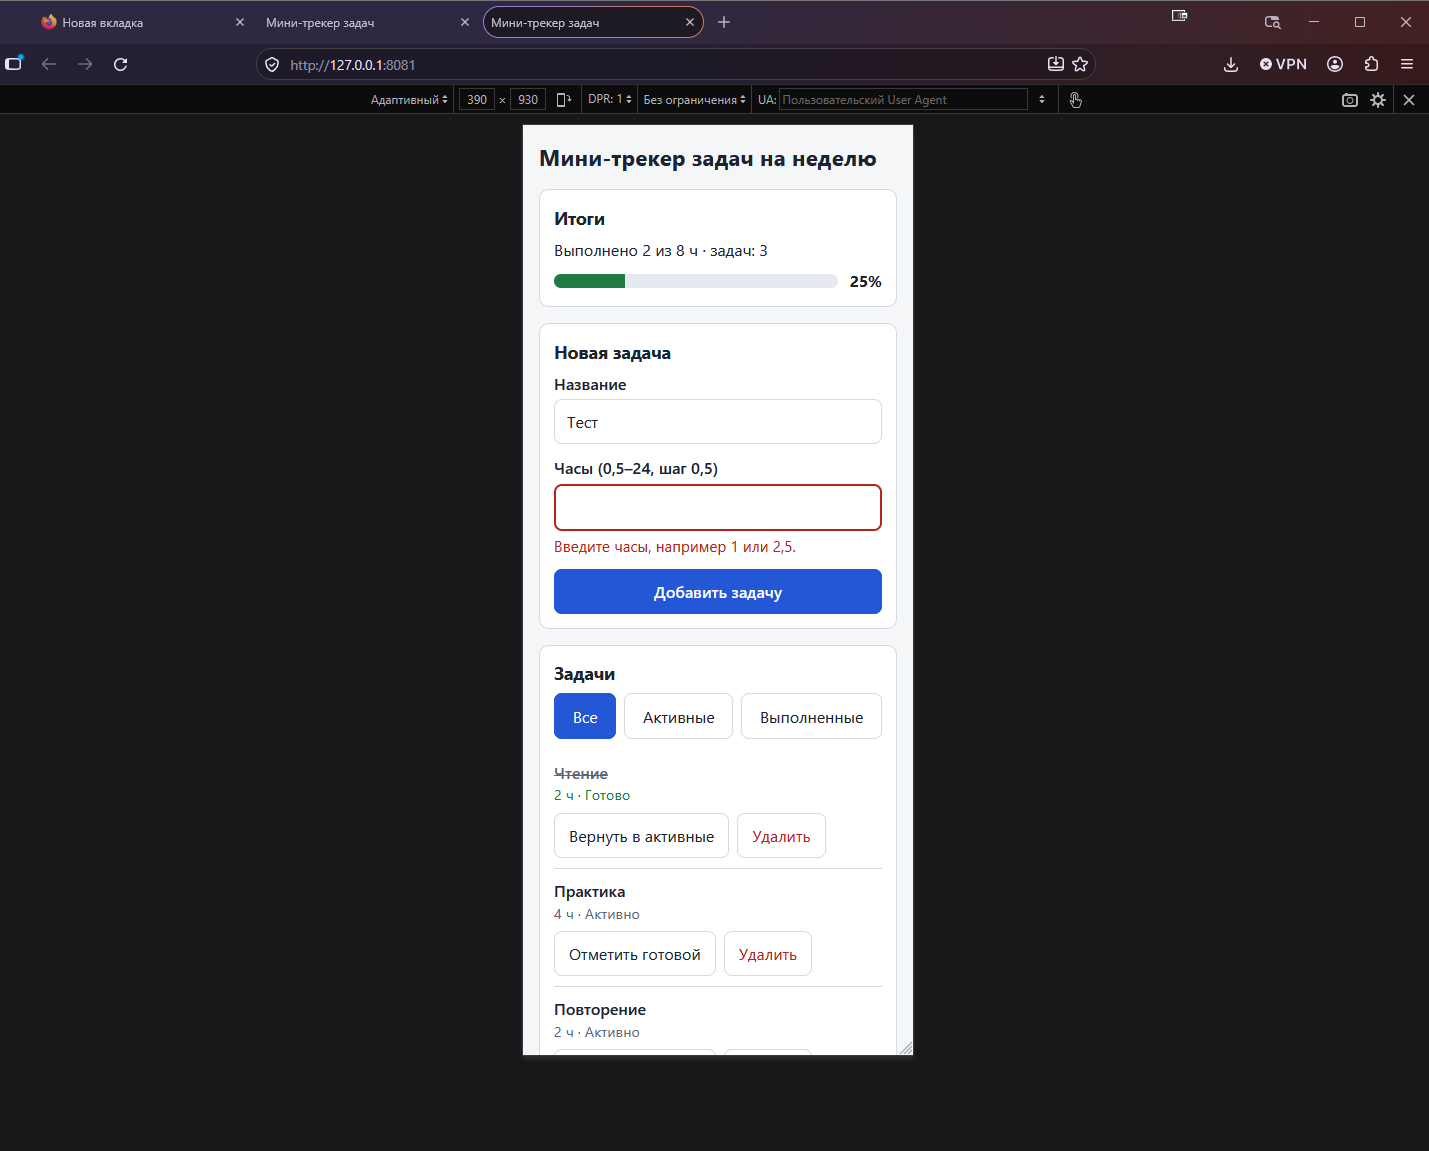 Новая вкладка
Мини-трекер задач
Мини-трекер задач
http://127.0.0.1:8081
VPN
Адаптивный
390 × 930
DPR: 1
Без ограничения
UA: Пользовательский User Agent
Мини-трекер задач на неделю
Итоги
Выполнено 2 из 8 ч · задач: 3
25%
Новая задача
Название
Тест
Часы (0,5–24, шаг 0,5)
Введите часы, например 1 или 2,5.
Добавить задачу
Задачи
Все
Активные
Выполненные
Чтение
2 ч · Готово
Вернуть в активные
Удалить
Практика
4 ч · Активно
Отметить готовой
Удалить
Повторение
2 ч · Активно